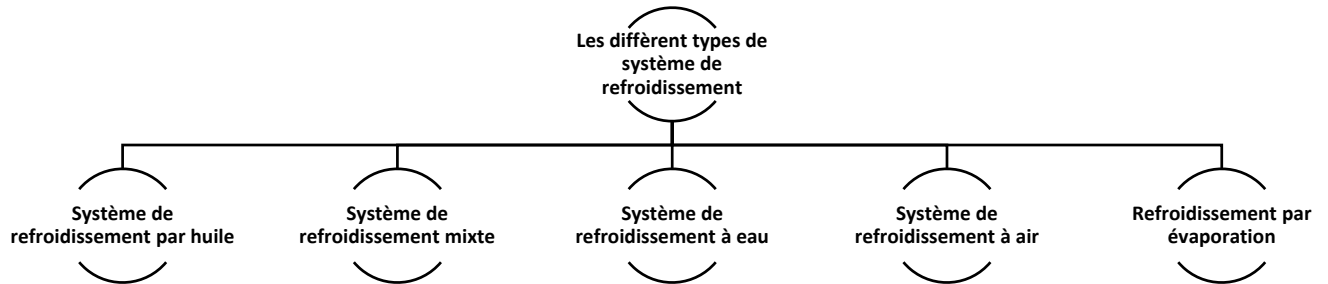 Les diffèrent types de
système de
refroidissement
Système de
refroidissement par huile
Système de
refroidissement mixte
Système de
refroidissement à eau
Système de
refroidissement à air
Refroidissement par
évaporation